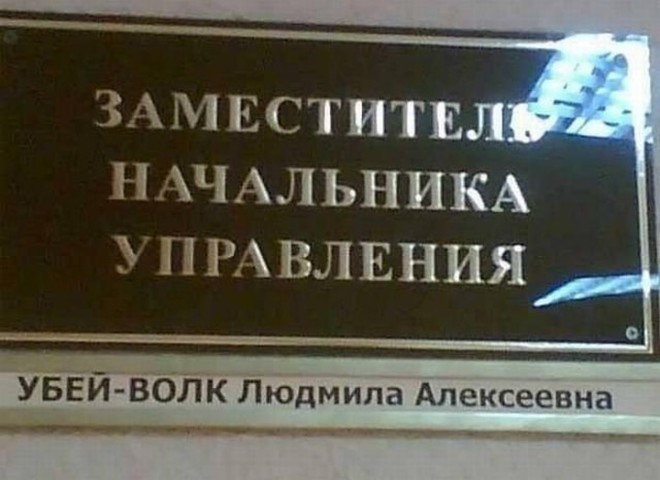 ЗАМЕСТИТЕЛЬ
НАЧАЛЬНИКА
УПРАВЛЕНИЯ
УБЕЙ-ВОЛК Людмила Алексеевна